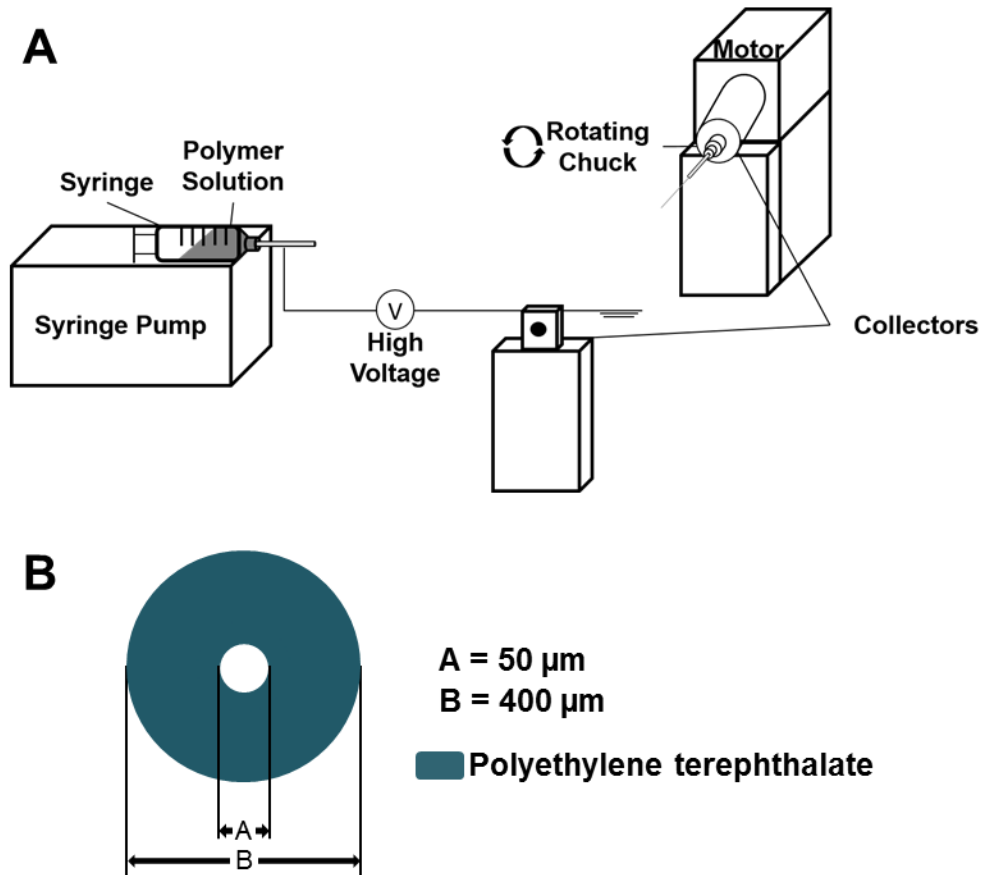 A
Motor
Rotating
Chuck
Polymer
Solution
Syringe
Syringe Pump
V
High
Voltage
Collectors
B
A = 50 µm
B = 400 µm
Polyethylene terephthalate
A
B